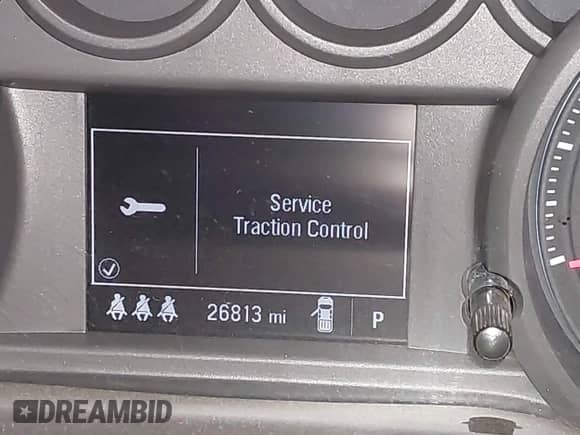 Service
Traction Control
26813 mi
P
DREAMBID